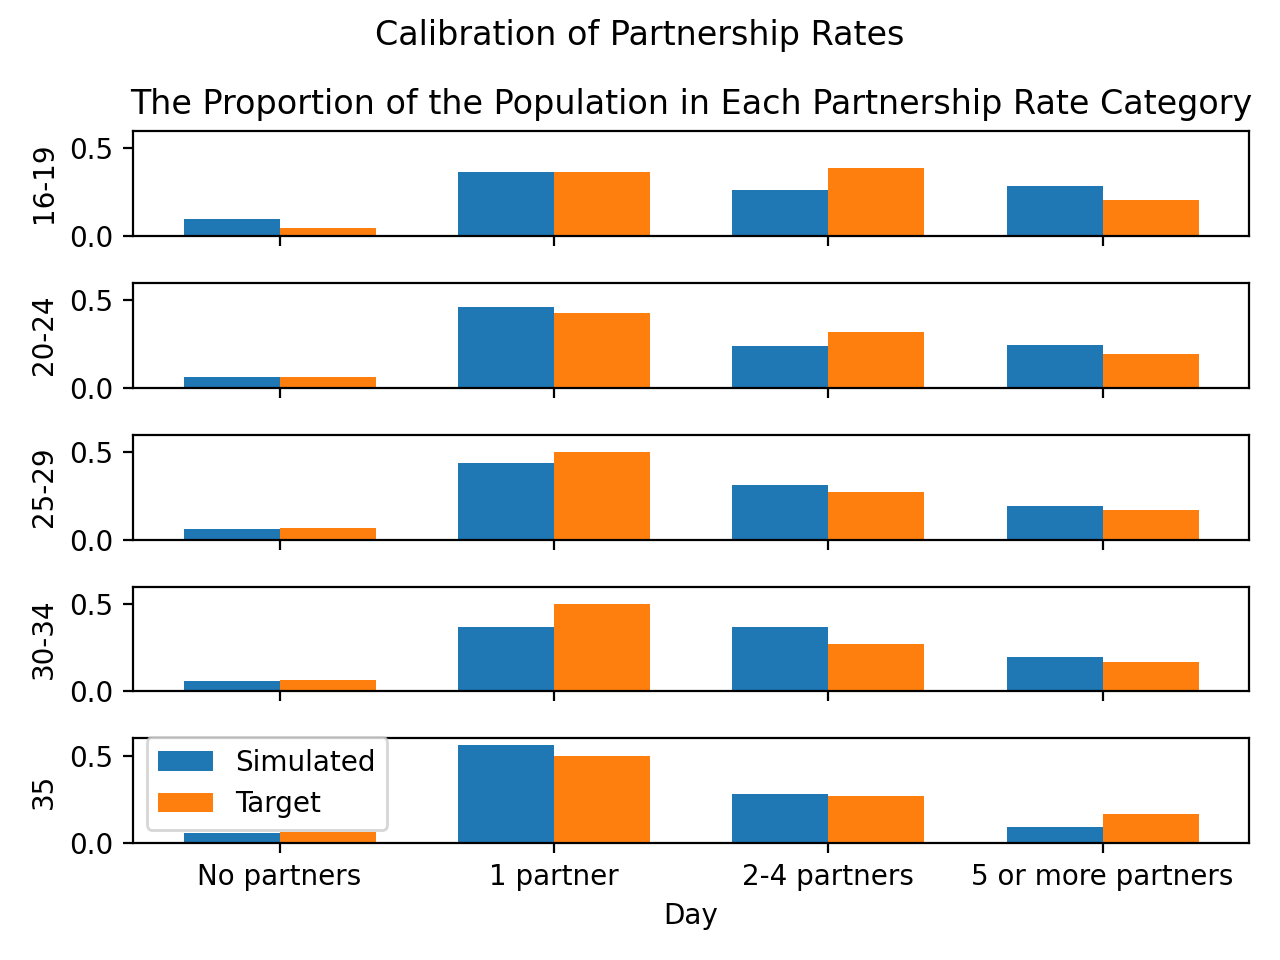 Calibration of Partnership Rates
The Proportion of the Population in Each Partnership Rate Category
0.5
16-19
0.0
0.5
20-24
0.0
0.5
25-29
0.0
0.5
30-34
0.0
0.5
35
0.0
Simulated
Target
No partners
1 partner
2-4 partners
5 or more partners
Day